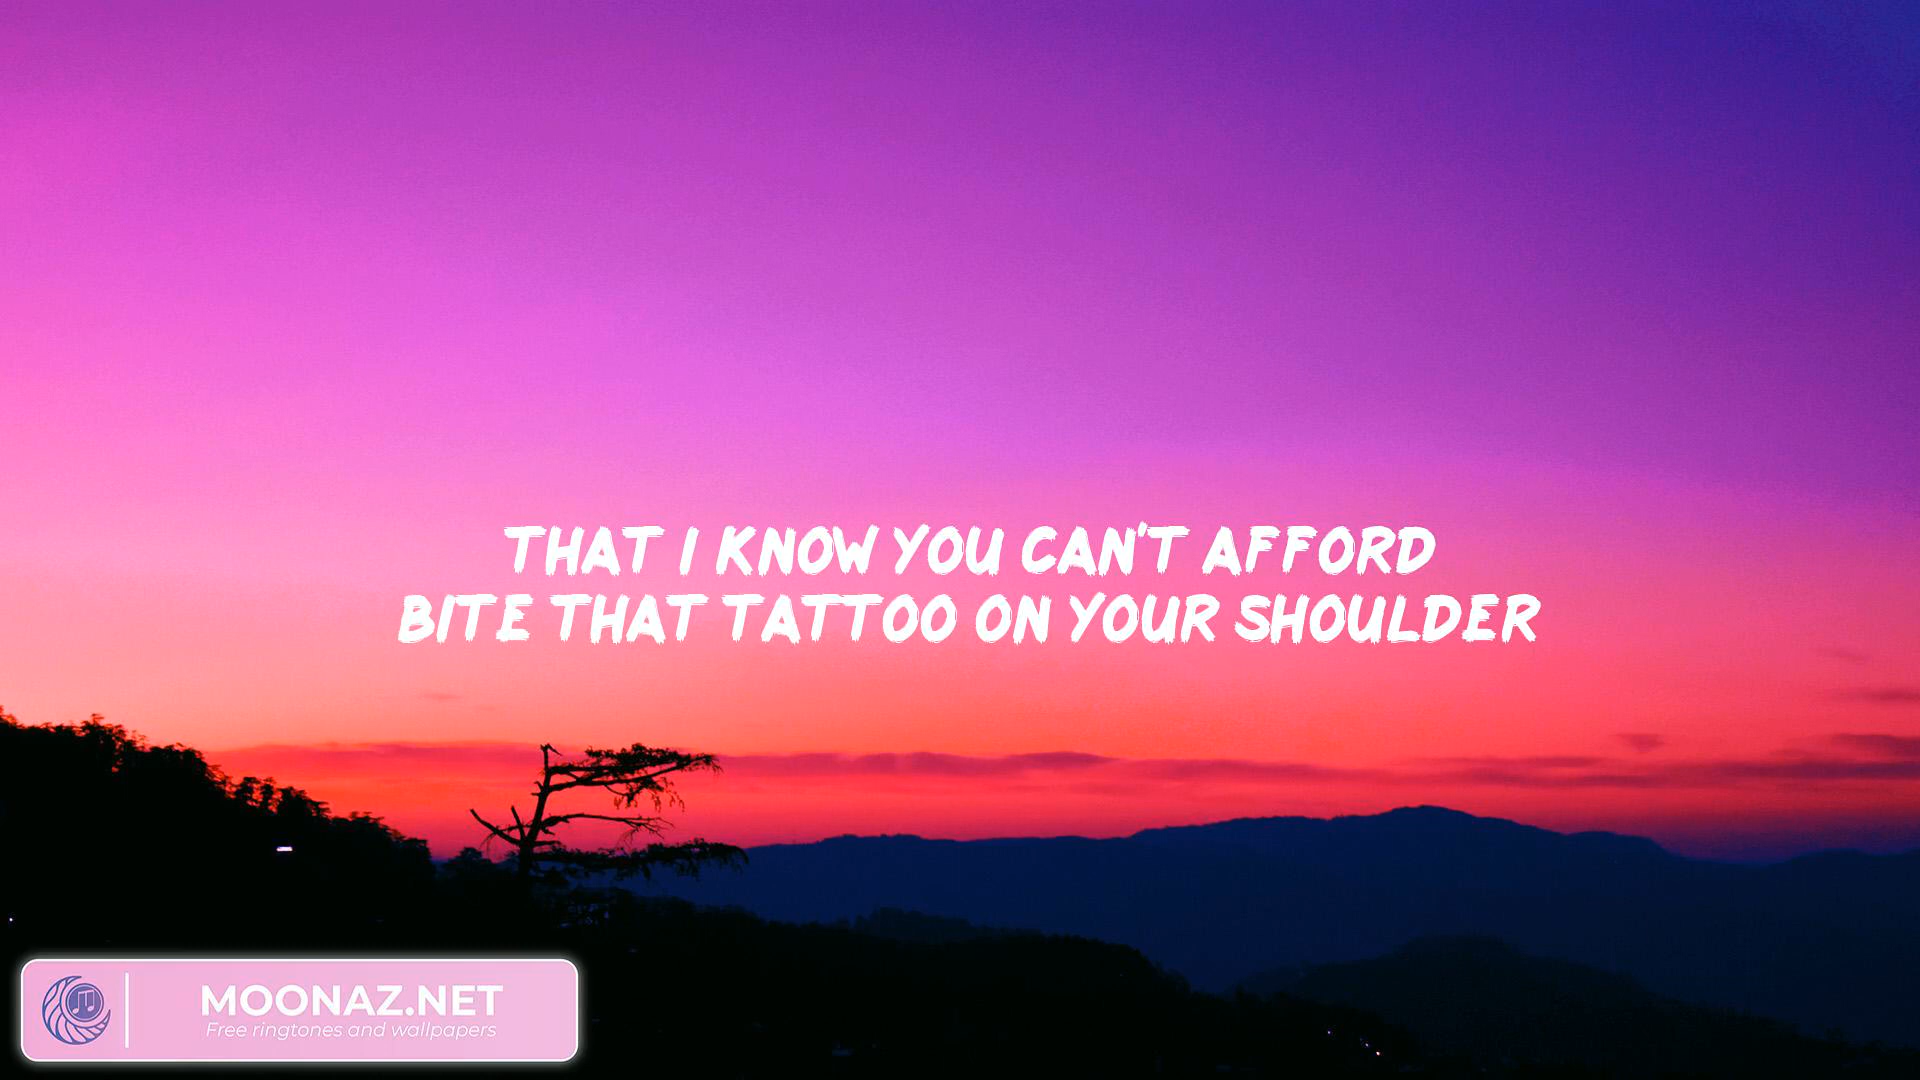 THAT I KNOW YOU CAN'T AFFORD
BITE THAT TATTOO ON YOUR SHOULDER
MOONAZ.NET
Free ringtones and wallpapers